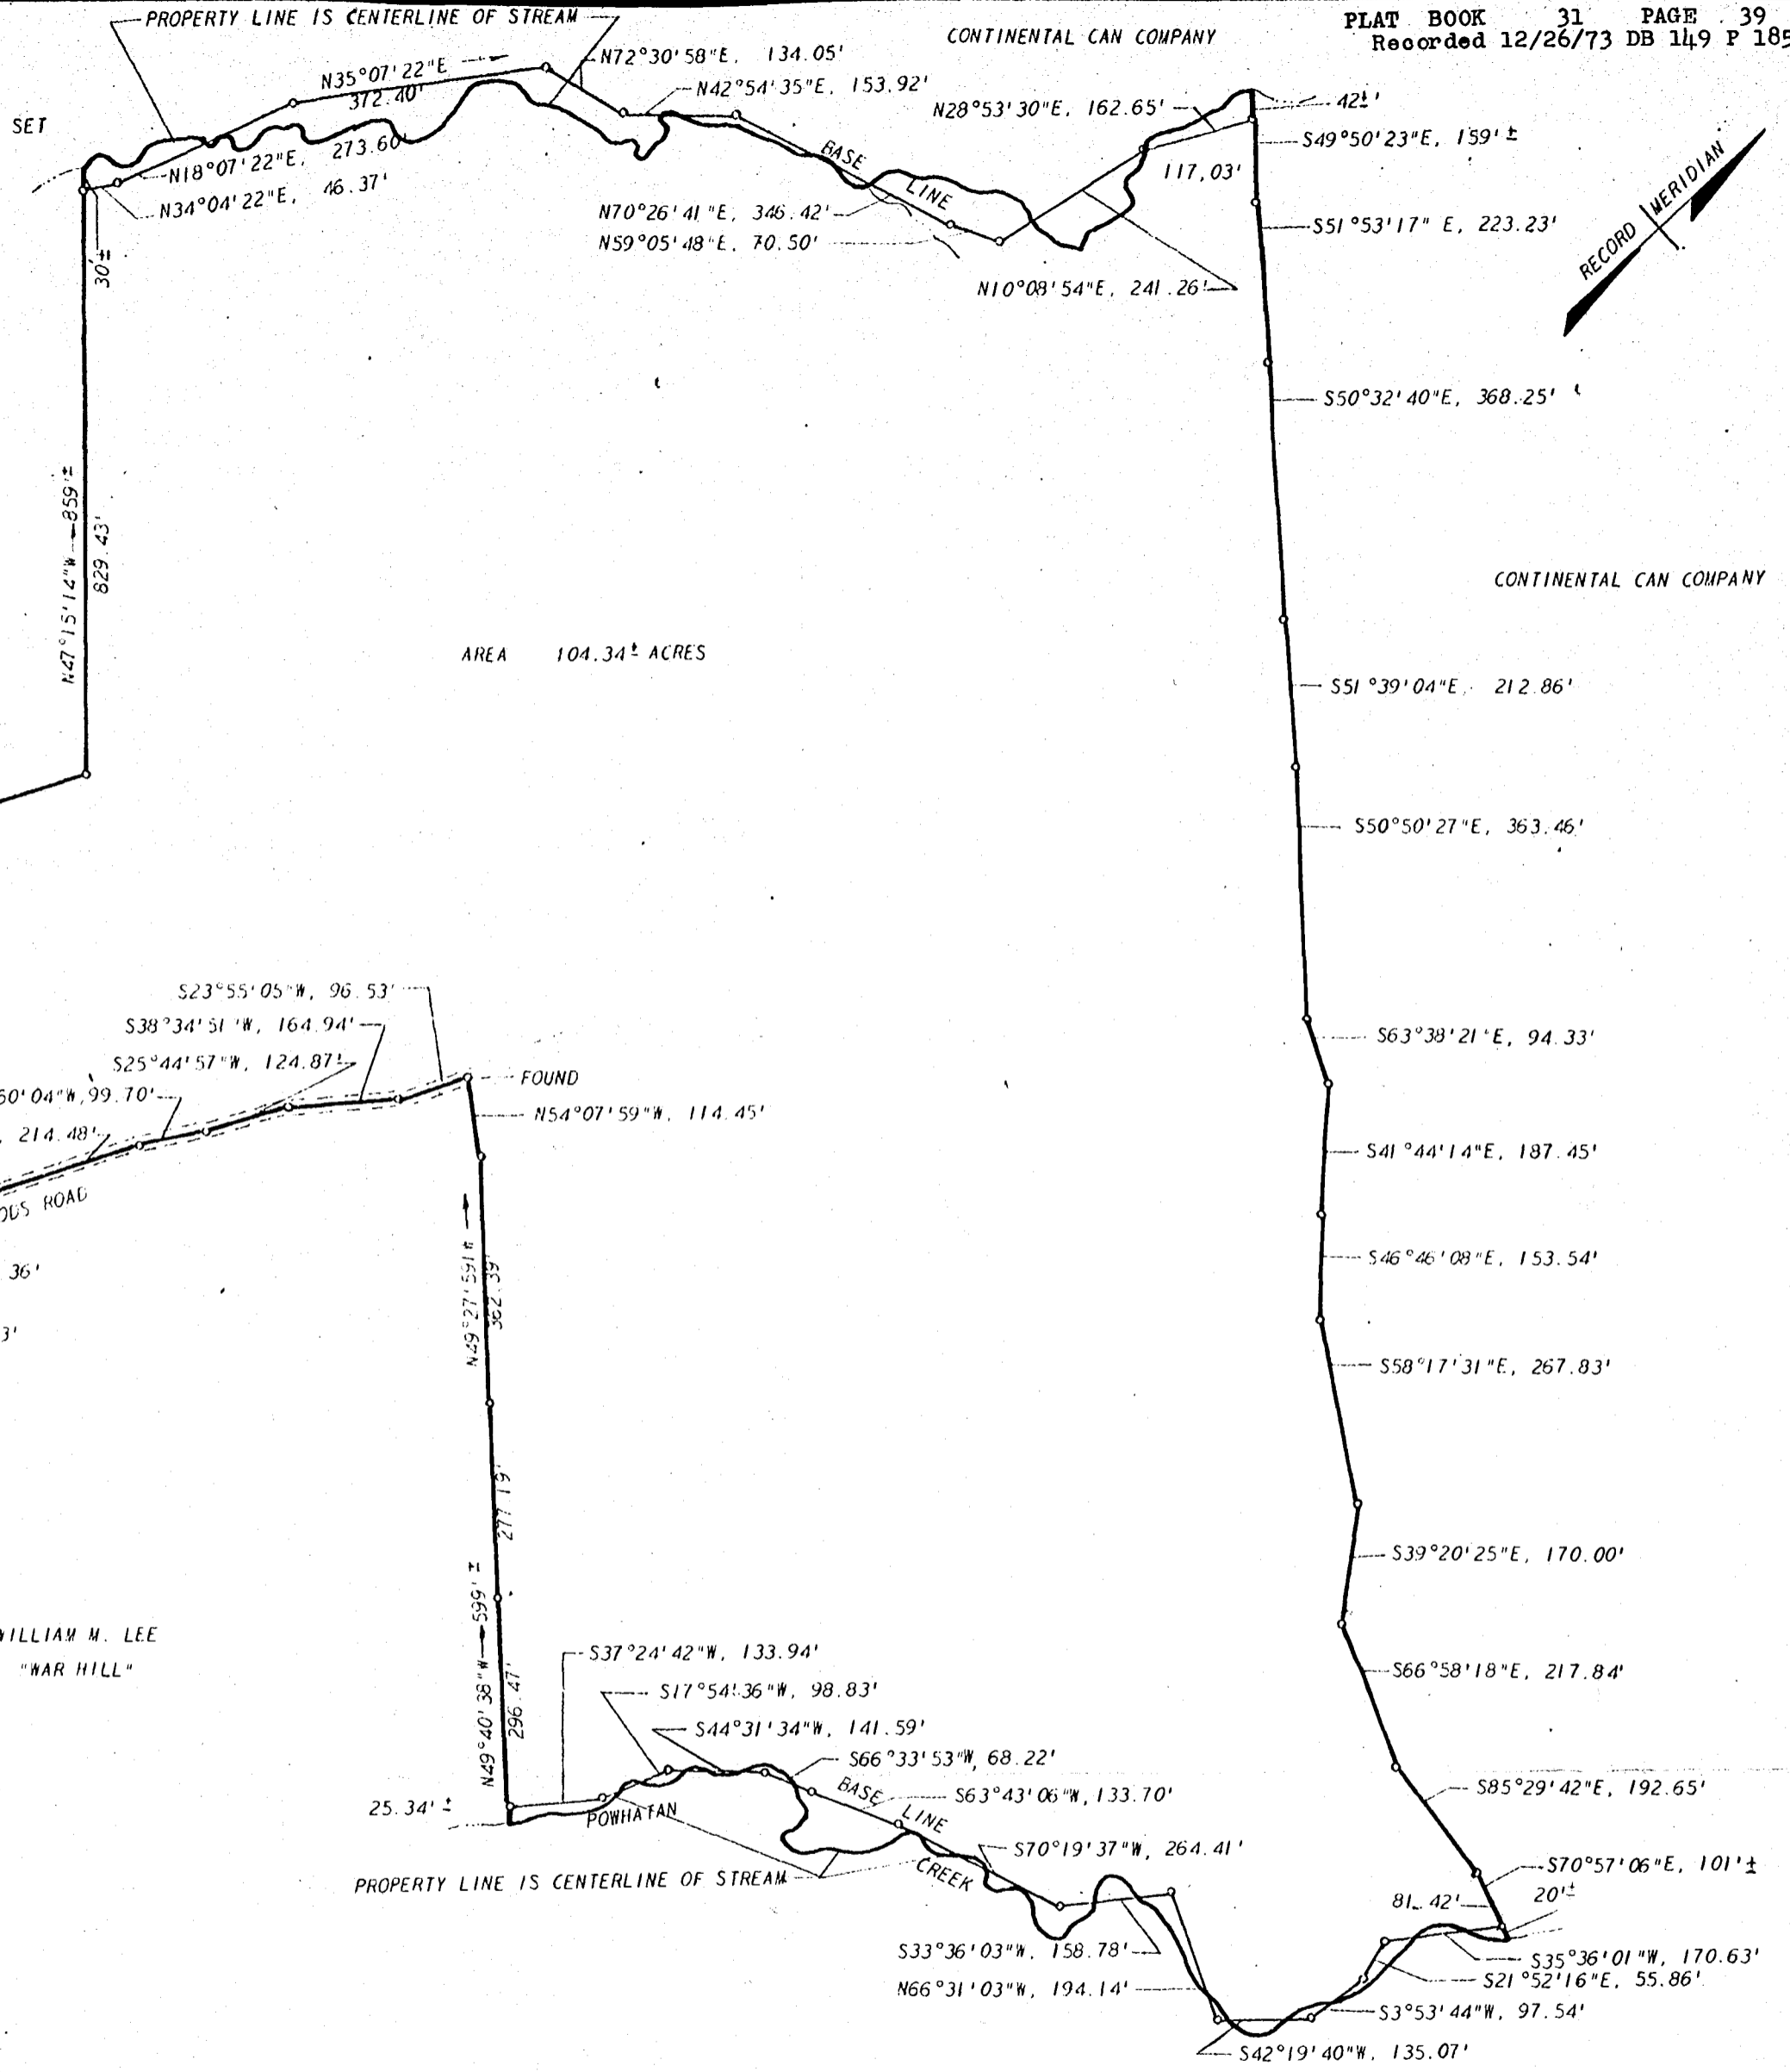 PROPERTY LINE IS CENTERLINE OF STREAM
CONTINENTAL CAN COMPANY
PLAT BOOK 31 PAGE 39
Recorded 12/26/73 DB 149 P 185
SET
N35°07'22"E
372.40'
N72°30'58"E, 134.05'
N42°54'35"E, 153.92'
N28°53'30"E, 162.65'
42±'
S49°50'23"E, 159'±
117,03'
N18°07'22"E, 273.60'
N34°04'22"E, 46.37'
BASE LINE
N70°26'41"E, 346.42'
N59°05'48"E, 70.50'
N10°08'54"E, 241.26'
S51°53'17"E, 223.23'
RECORD MERIDIAN
30'±
S50°32'40"E, 368.25'
N47°15'14"W 859'±
829.43'
CONTINENTAL CAN COMPANY
AREA 104.34± ACRES
S51°39'04"E, 212.86'
S50°50'27"E, 363.46'
S23°55'05"W, 96.53'
S38°34'51"W, 164.94'
S25°44'57"W, 124.87'
50'04"W, 99.70'
, 214.48'
ODS ROAD
FOUND
N54°07'59"W, 114.45'
S63°38'21"E, 94.33'
S41°44'14"E, 187.45'
36'
3'
N49°27'59"W
362.39'
S46°46'08"E, 153.54'
S58°17'31"E, 267.83'
277.19'
S39°20'25"E, 170.00'
WILLIAM M. LEE
"WAR HILL"
N49°40'38"W 599'±
296.47'
S37°24'42"W, 133.94'
S17°54'36"W, 98.83'
S44°31'34"W, 141.59'
S66°33'53"W, 68.22'
S63°43'06"W, 133.70'
S66°58'18"E, 217.84'
S85°29'42"E, 192.65'
25.34'±
POWHATAN
BASE LINE
CREEK
S70°19'37"W, 264.41'
PROPERTY LINE IS CENTERLINE OF STREAM
S70°57'06"E, 101'±
81.42'
20'±
S33°36'03"W, 158.78'
N66°31'03"W, 194.14'
S35°36'01"W, 170.63'
S21°52'16"E, 55.86'
S3°53'44"W, 97.54'
S42°19'40"W, 135.07'